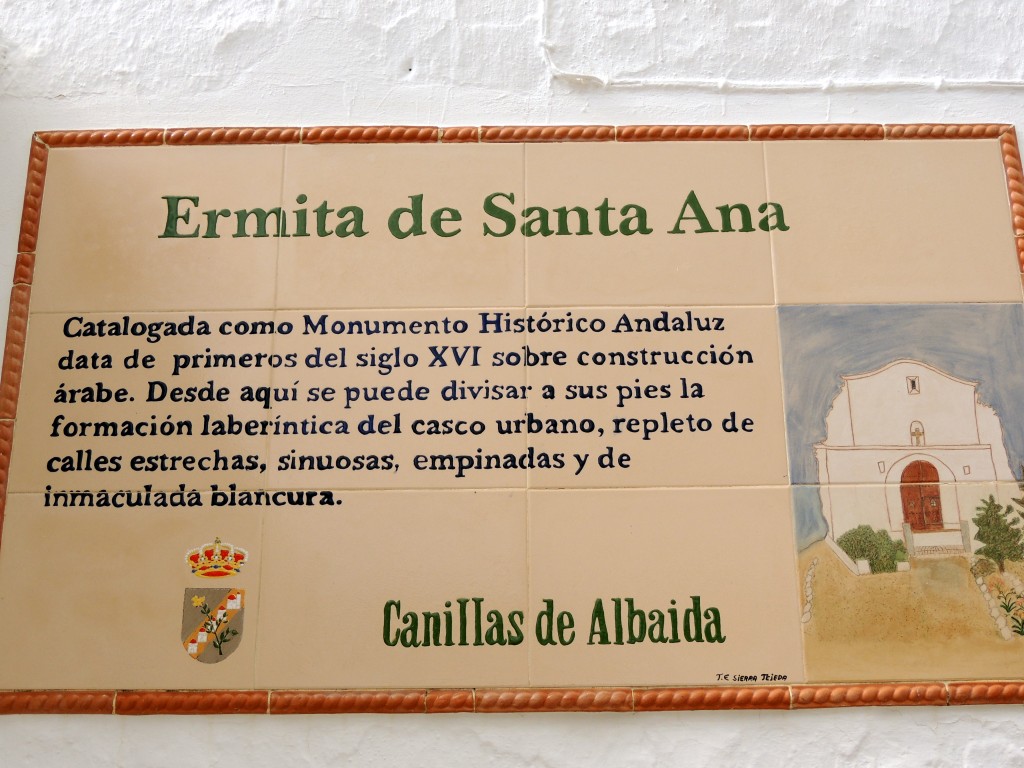 Ermita de Santa Ana
Catalogada como Monumento Histórico Andaluz
data de primeros del siglo XVI sobre construcción
árabe. Desde aquí se puede divisar a sus pies la
formación laberíntica del casco urbano, repleto de
calles estrechas, sinuosas, empinadas y de
inmaculada blancura.
Canillas de Albaida
T.E SIERRA TEJEDA